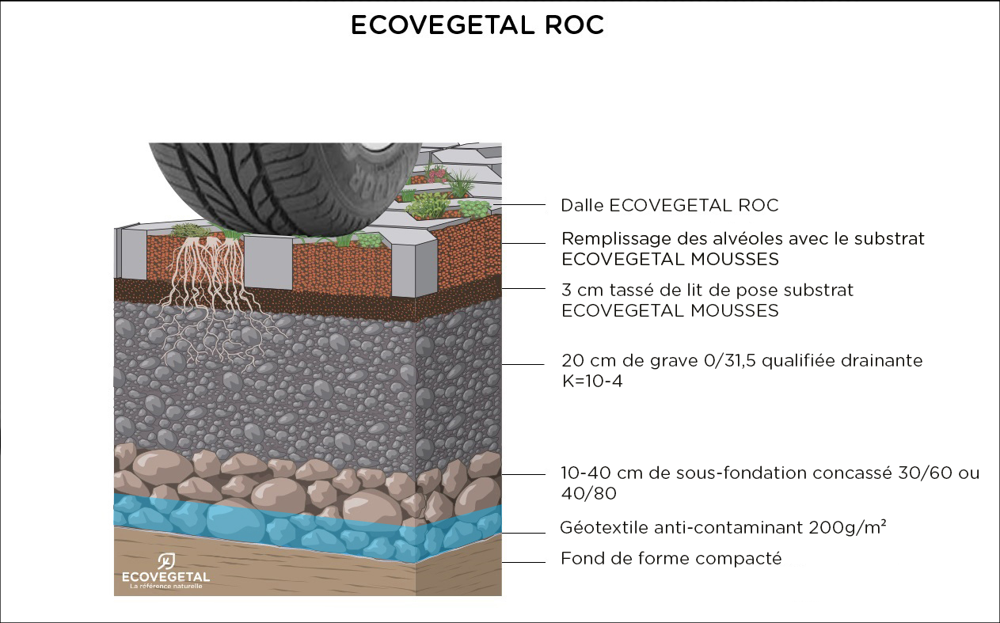 ECOVEGETAL ROC
Dalle ECOVEGETAL ROC
Remplissage des alvéoles avec le substrat
ECOVEGETAL MOUSSES
3 cm tassé de lit de pose substrat
ECOVEGETAL MOUSSES
20 cm de grave 0/31,5 qualifiée drainante
K=10-4
10-40 cm de sous-fondation concassé 30/60 ou
40/80
Géotextile anti-contaminant 200g/m²
Fond de forme compacté
ECOVEGETAL
La référence naturelle